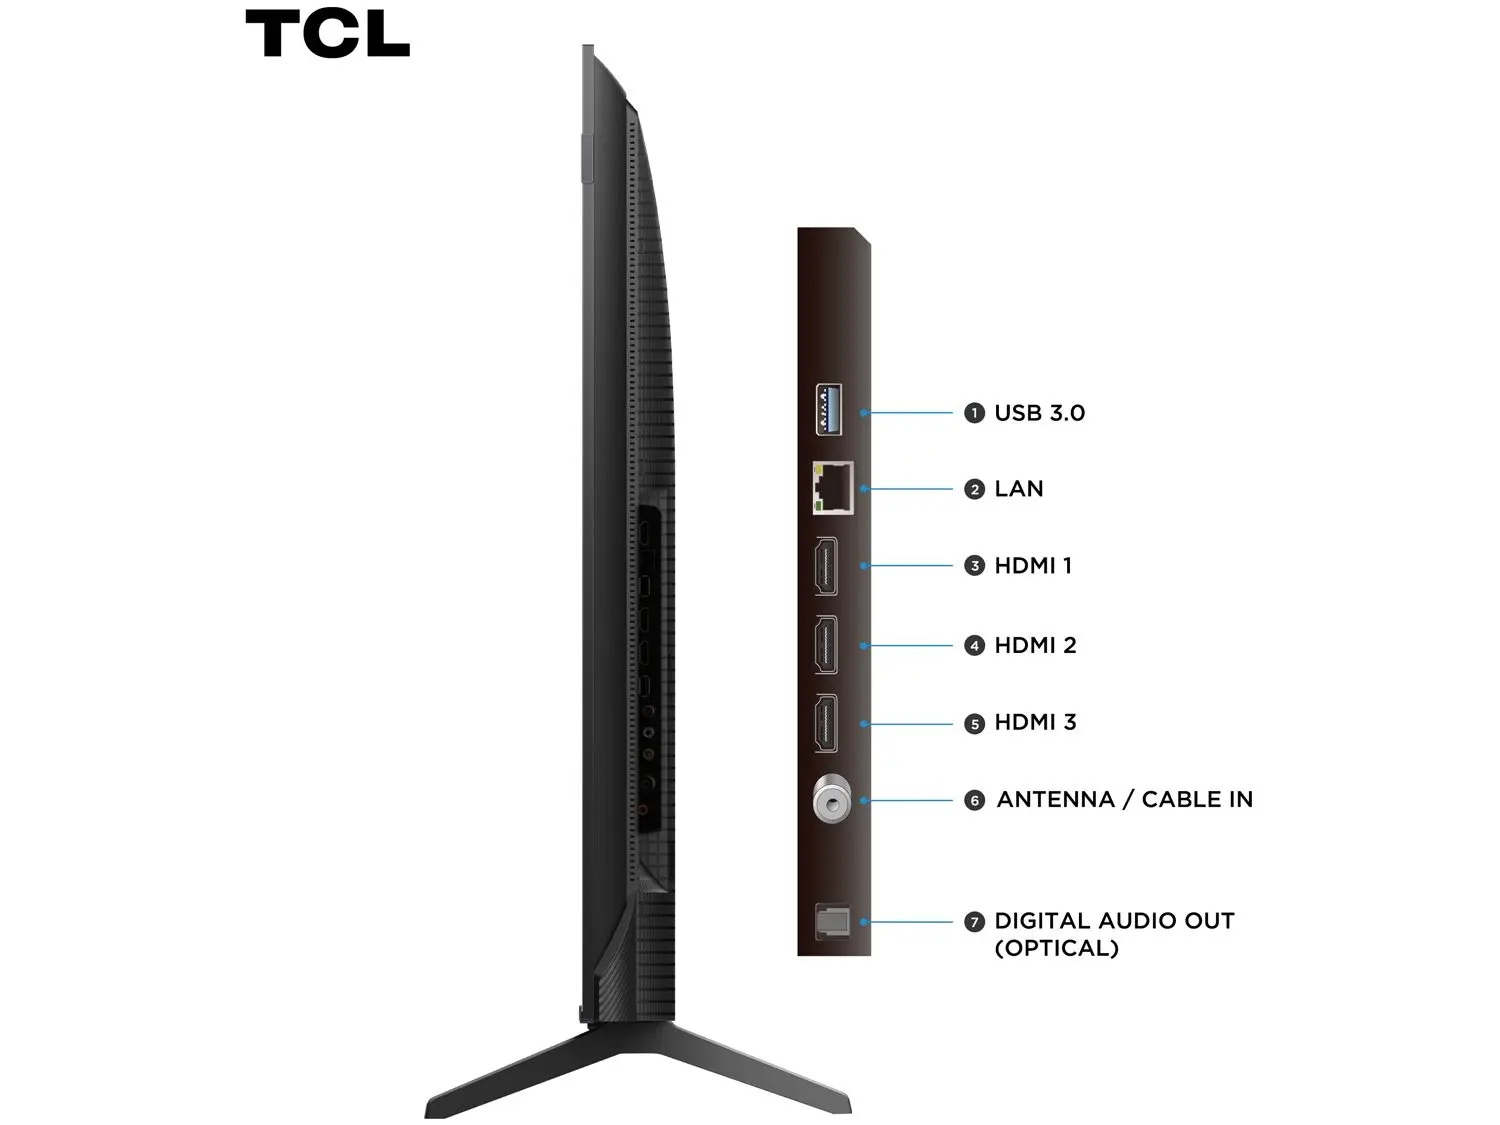 TCL
1 USB 3.0
2 LAN
3 HDMI 1
4 HDMI 2
5 HDMI 3
6 ANTENNA / CABLE IN
7 DIGITAL AUDIO OUT
(OPTICAL)